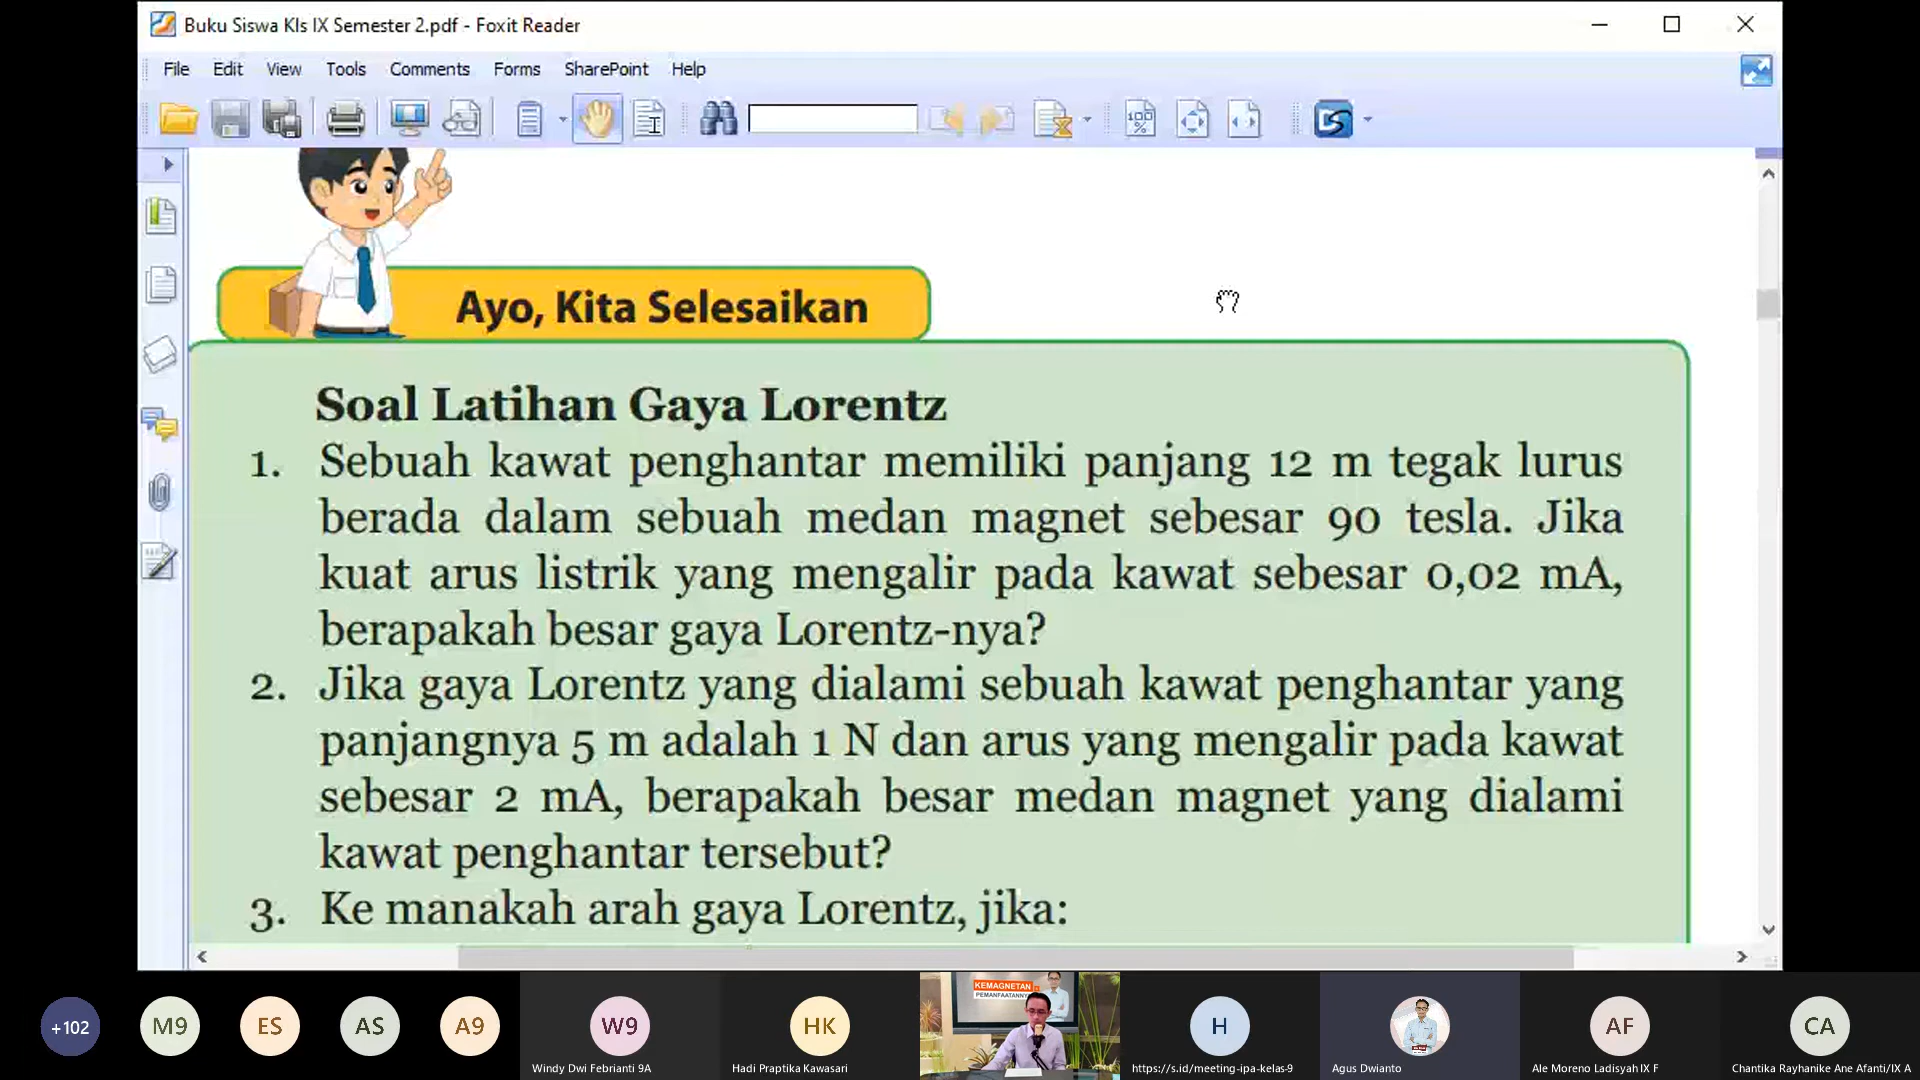 Buku Siswa Kls IX Semester 2.pdf - Foxit Reader
File Edit View Tools Comments Forms SharePoint Help
100 %
Ayo, Kita Selesaikan
Soal Latihan Gaya Lorentz
1. Sebuah kawat penghantar memiliki panjang 12 m tegak lurus
berada dalam sebuah medan magnet sebesar 90 tesla. Jika
kuat arus listrik yang mengalir pada kawat sebesar 0,02 mA,
berapakah besar gaya Lorentz-nya?
2. Jika gaya Lorentz yang dialami sebuah kawat penghantar yang
panjangnya 5 m adalah 1 N dan arus yang mengalir pada kawat
sebesar 2 mA, berapakah besar medan magnet yang dialami
kawat penghantar tersebut?
3. Ke manakah arah gaya Lorentz, jika:
KEMAGNETAN
+102 M9 ES AS A9 W9 HK H AF CA
Windy Dwi Febrianti 9A Hadi Praptika Kawasari https://s.id/meeting-ipa-kelas-9 Agus Dwianto Ale Moreno Ladisyah IX F Chantika Rayhanike Ane Afanti/IX A